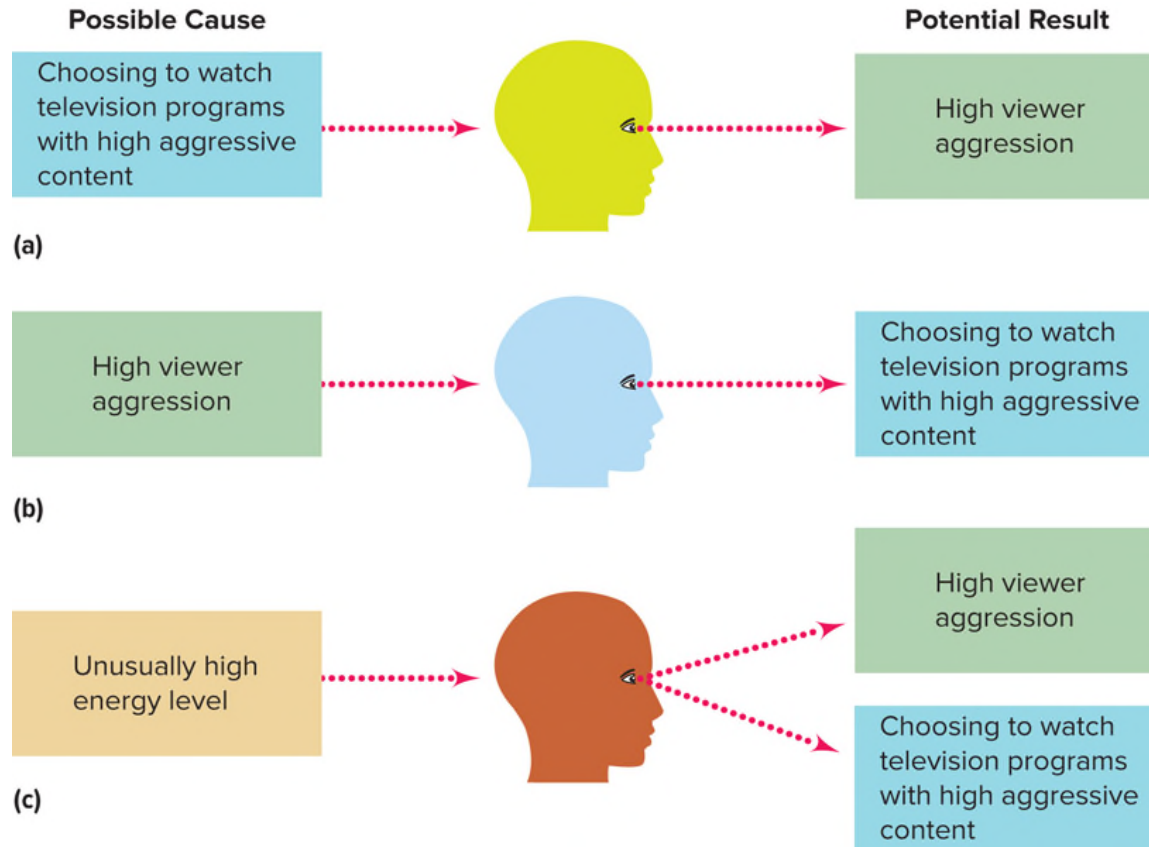 Possible Cause
Potential Result
Choosing to watch
television programs
with high aggressive
content
High viewer
aggression
(a)
High viewer
aggression
Choosing to watch
television programs
with high aggressive
content
(b)
Unusually high
energy level
High viewer
aggression
Choosing to watch
television programs
with high aggressive
content
(c)